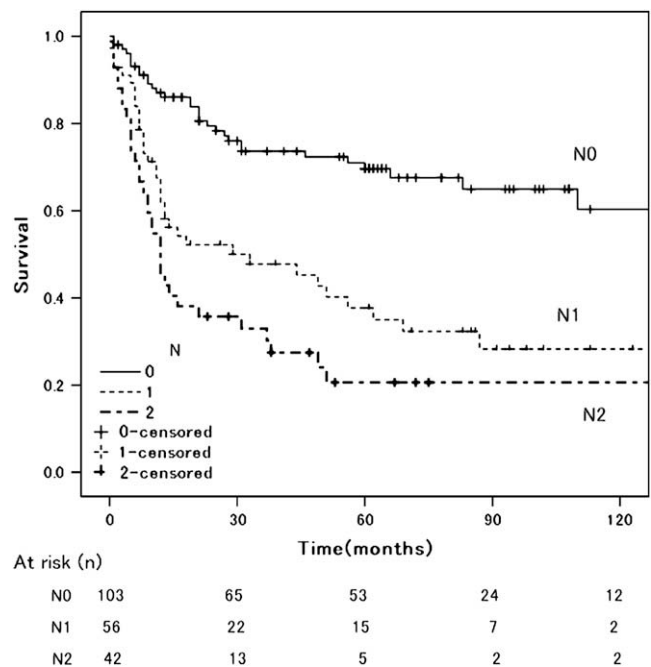 1.0
0.8
0.6
0.4
0.2
0.0
Survival
N0
N1
N2
N
0
1
2
0-censored
1-censored
2-censored
0 30 60 90 120
Time(months)
At risk (n)
N0 103 65 53 24 12
N1 56 22 15 7 2
N2 42 13 5 2 2